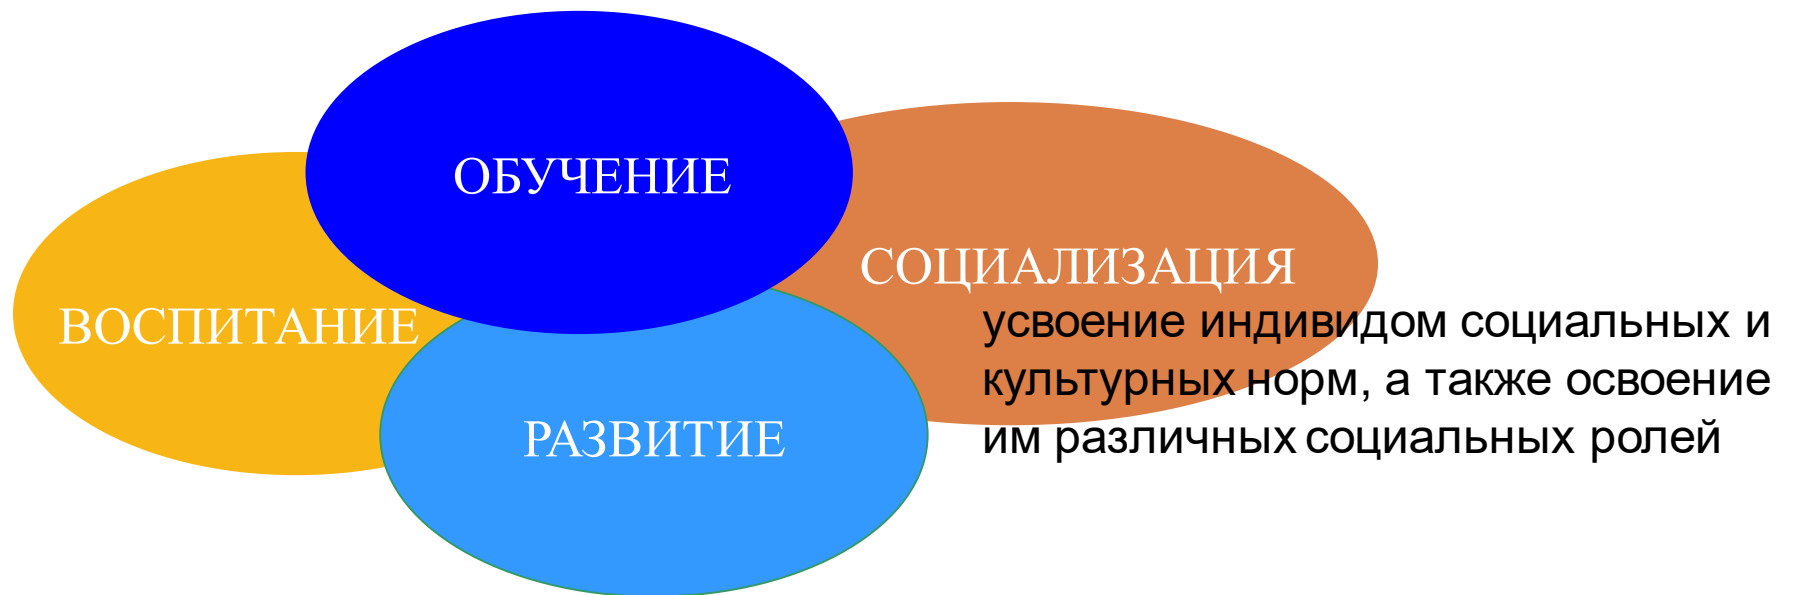 ОБУЧЕНИЕ
СОЦИАЛИЗАЦИЯ
ВОСПИТАНИЕ
усвоение индивидом социальных и
культурных норм, а также освоение
им различных социальных ролей
РАЗВИТИЕ